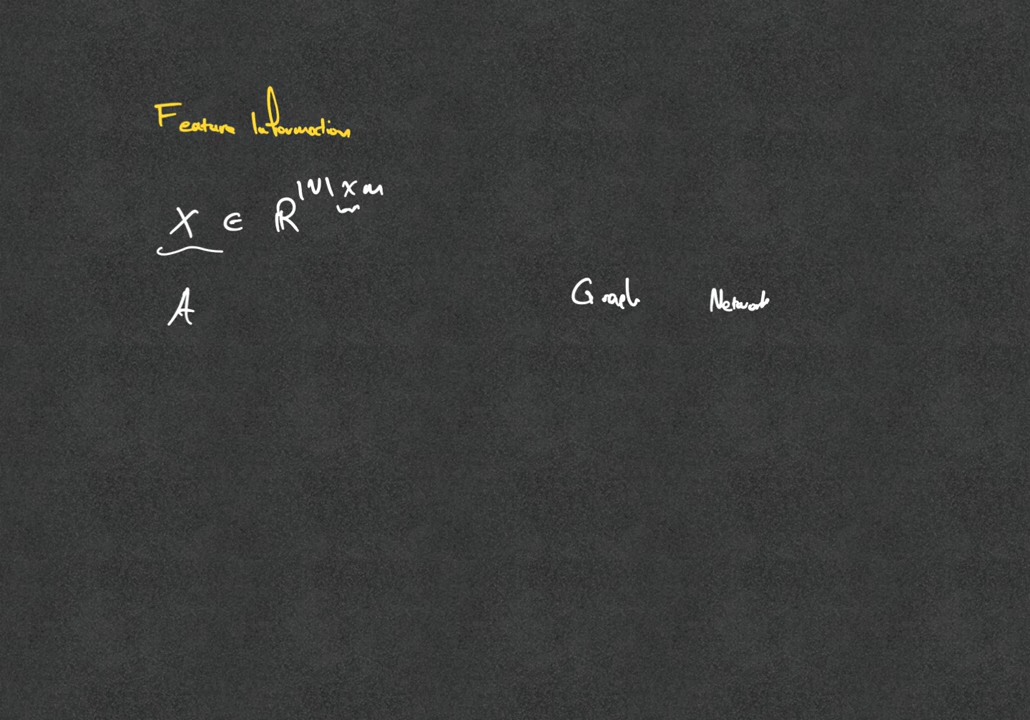 Feature Information
X ∈ R^{|V| x m}
A
Graph Network